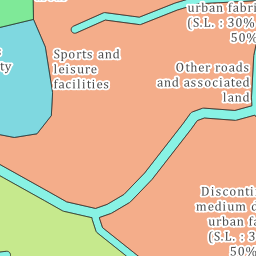 urban fabri
(S.L. : 30%
50%
Sports and
leisure
facilities
ty
Other roads
and associated
land
Disconti
medium d
urban fa
(S.L. : 3
50%